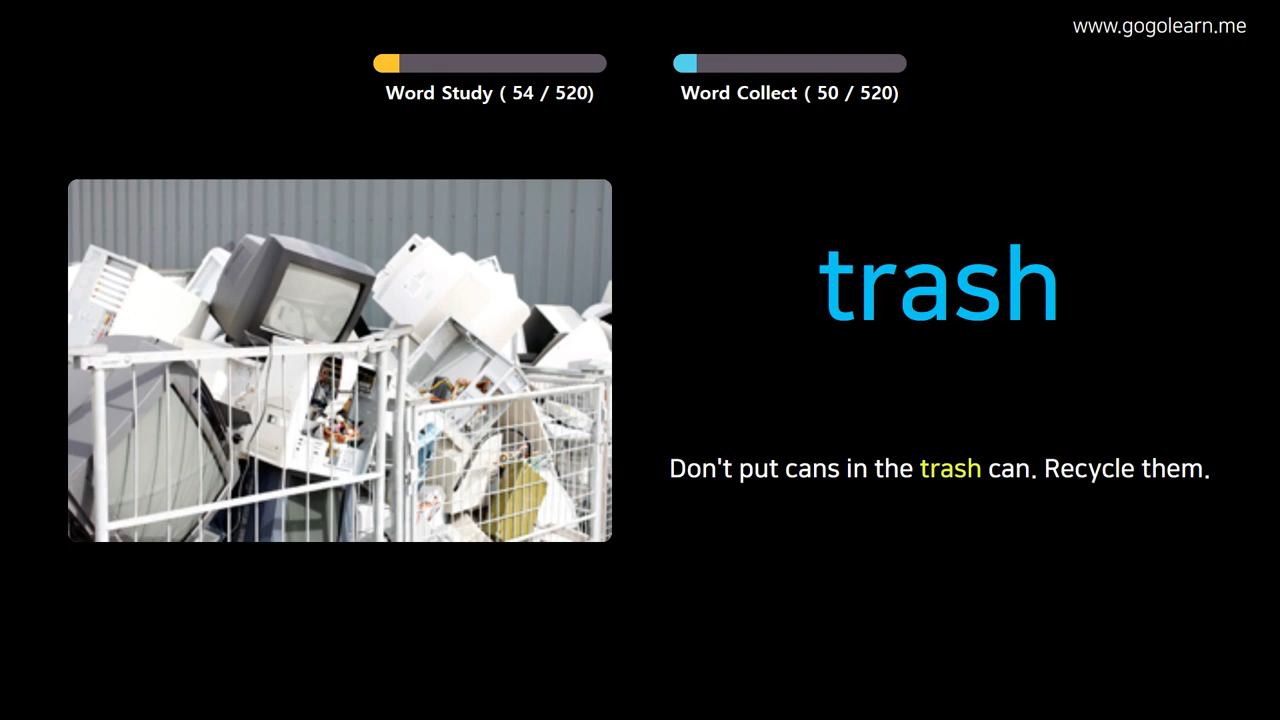 www.gogolearn.me
Word Study ( 54 / 520)
Word Collect ( 50 / 520)
trash
Don't put cans in the trash can. Recycle them.